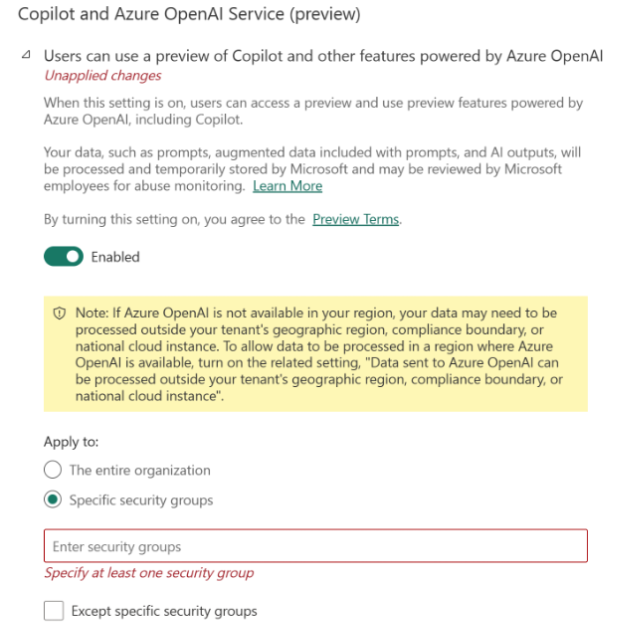 Copilot and Azure OpenAI Service (preview)
Users can use a preview of Copilot and other features powered by Azure OpenAI
Unapplied changes
When this setting is on, users can access a preview and use preview features powered by
Azure OpenAI, including Copilot.
Your data, such as prompts, augmented data included with prompts, and AI outputs, will
be processed and temporarily stored by Microsoft and may be reviewed by Microsoft
employees for abuse monitoring. Learn More
By turning this setting on, you agree to the Preview Terms.
Enabled
Note: If Azure OpenAI is not available in your region, your data may need to be
processed outside your tenant's geographic region, compliance boundary, or
national cloud instance. To allow data to be processed in a region where Azure
OpenAI is available, turn on the related setting, "Data sent to Azure OpenAI can
be processed outside your tenant's geographic region, compliance boundary, or
national cloud instance".
Apply to:
The entire organization
Specific security groups
Enter security groups
Specify at least one security group
Except specific security groups